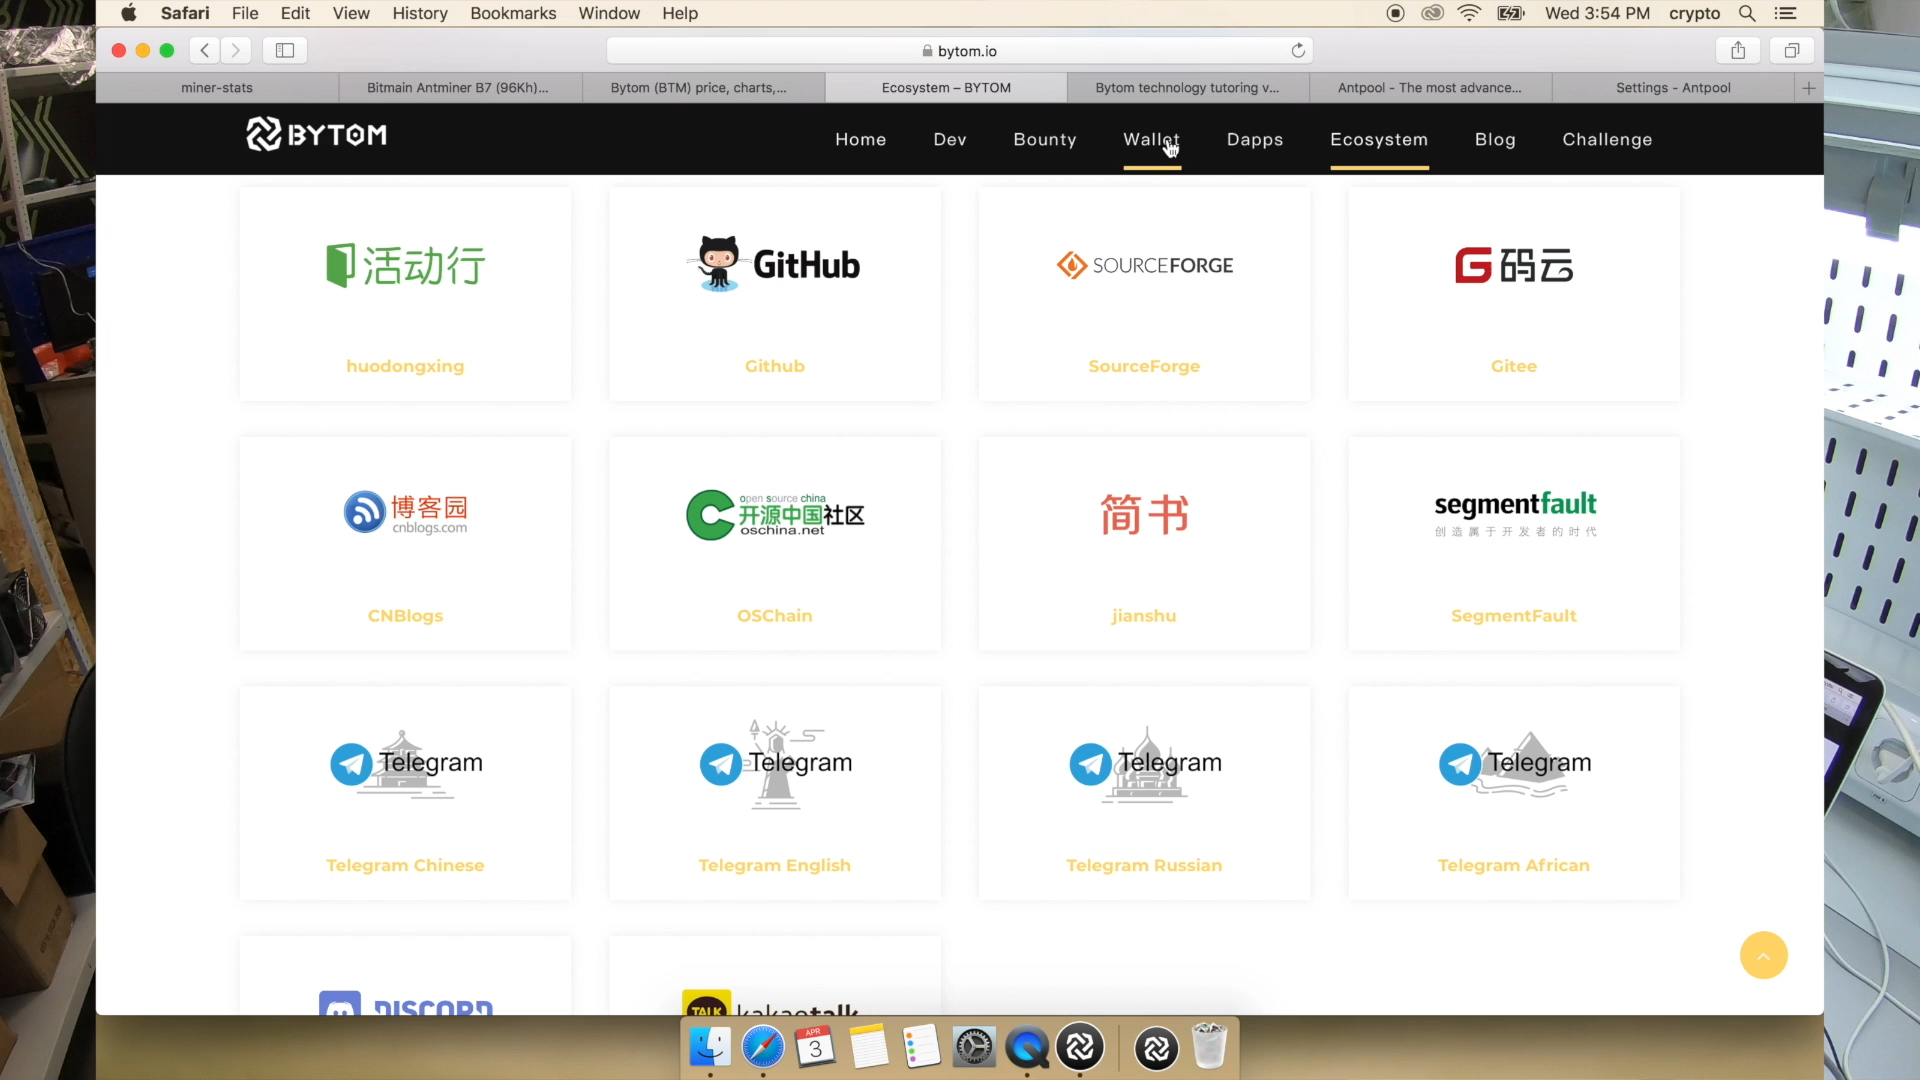 Safari File Edit View History Bookmarks Window Help Wed 3:54 PM crypto
bytom.io
miner-stats Bitmain Antminer B7 (96Kh)... Bytom (BTM) price, charts,... Ecosystem – BYTOM Bytom technology tutoring v... Antpool - The most advance... Settings - Antpool
BYTOM Home Dev Bounty Wallet Dapps Ecosystem Blog Challenge
活动行 GitHub SOURCEFORGE G 码云
huodongxing Github SourceForge Gitee
博客园
cnblogs.com
open source china
开源中国社区
oschina.net
简书
segmentfault
创造属于开发者的时代
CNBlogs OSChain jianshu SegmentFault
Telegram Telegram Telegram Telegram
Telegram Chinese Telegram English Telegram Russian Telegram African
DISCORD TALK kakaotalk
APR
3